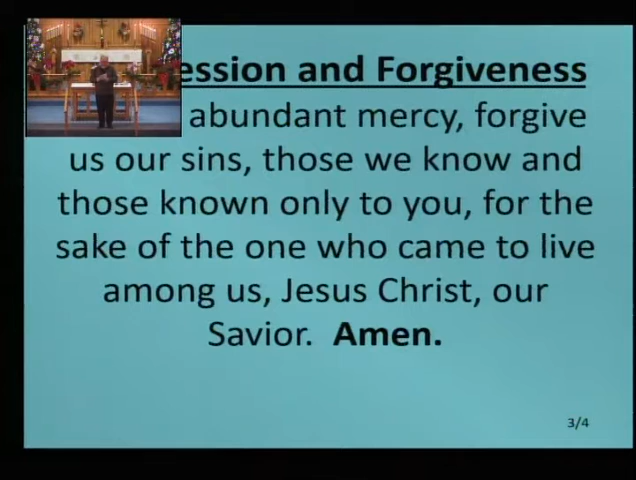 ession and Forgiveness
abundant mercy, forgive
us our sins, those we know and
those known only to you, for the
sake of the one who came to live
among us, Jesus Christ, our
Savior. Amen.
3/4